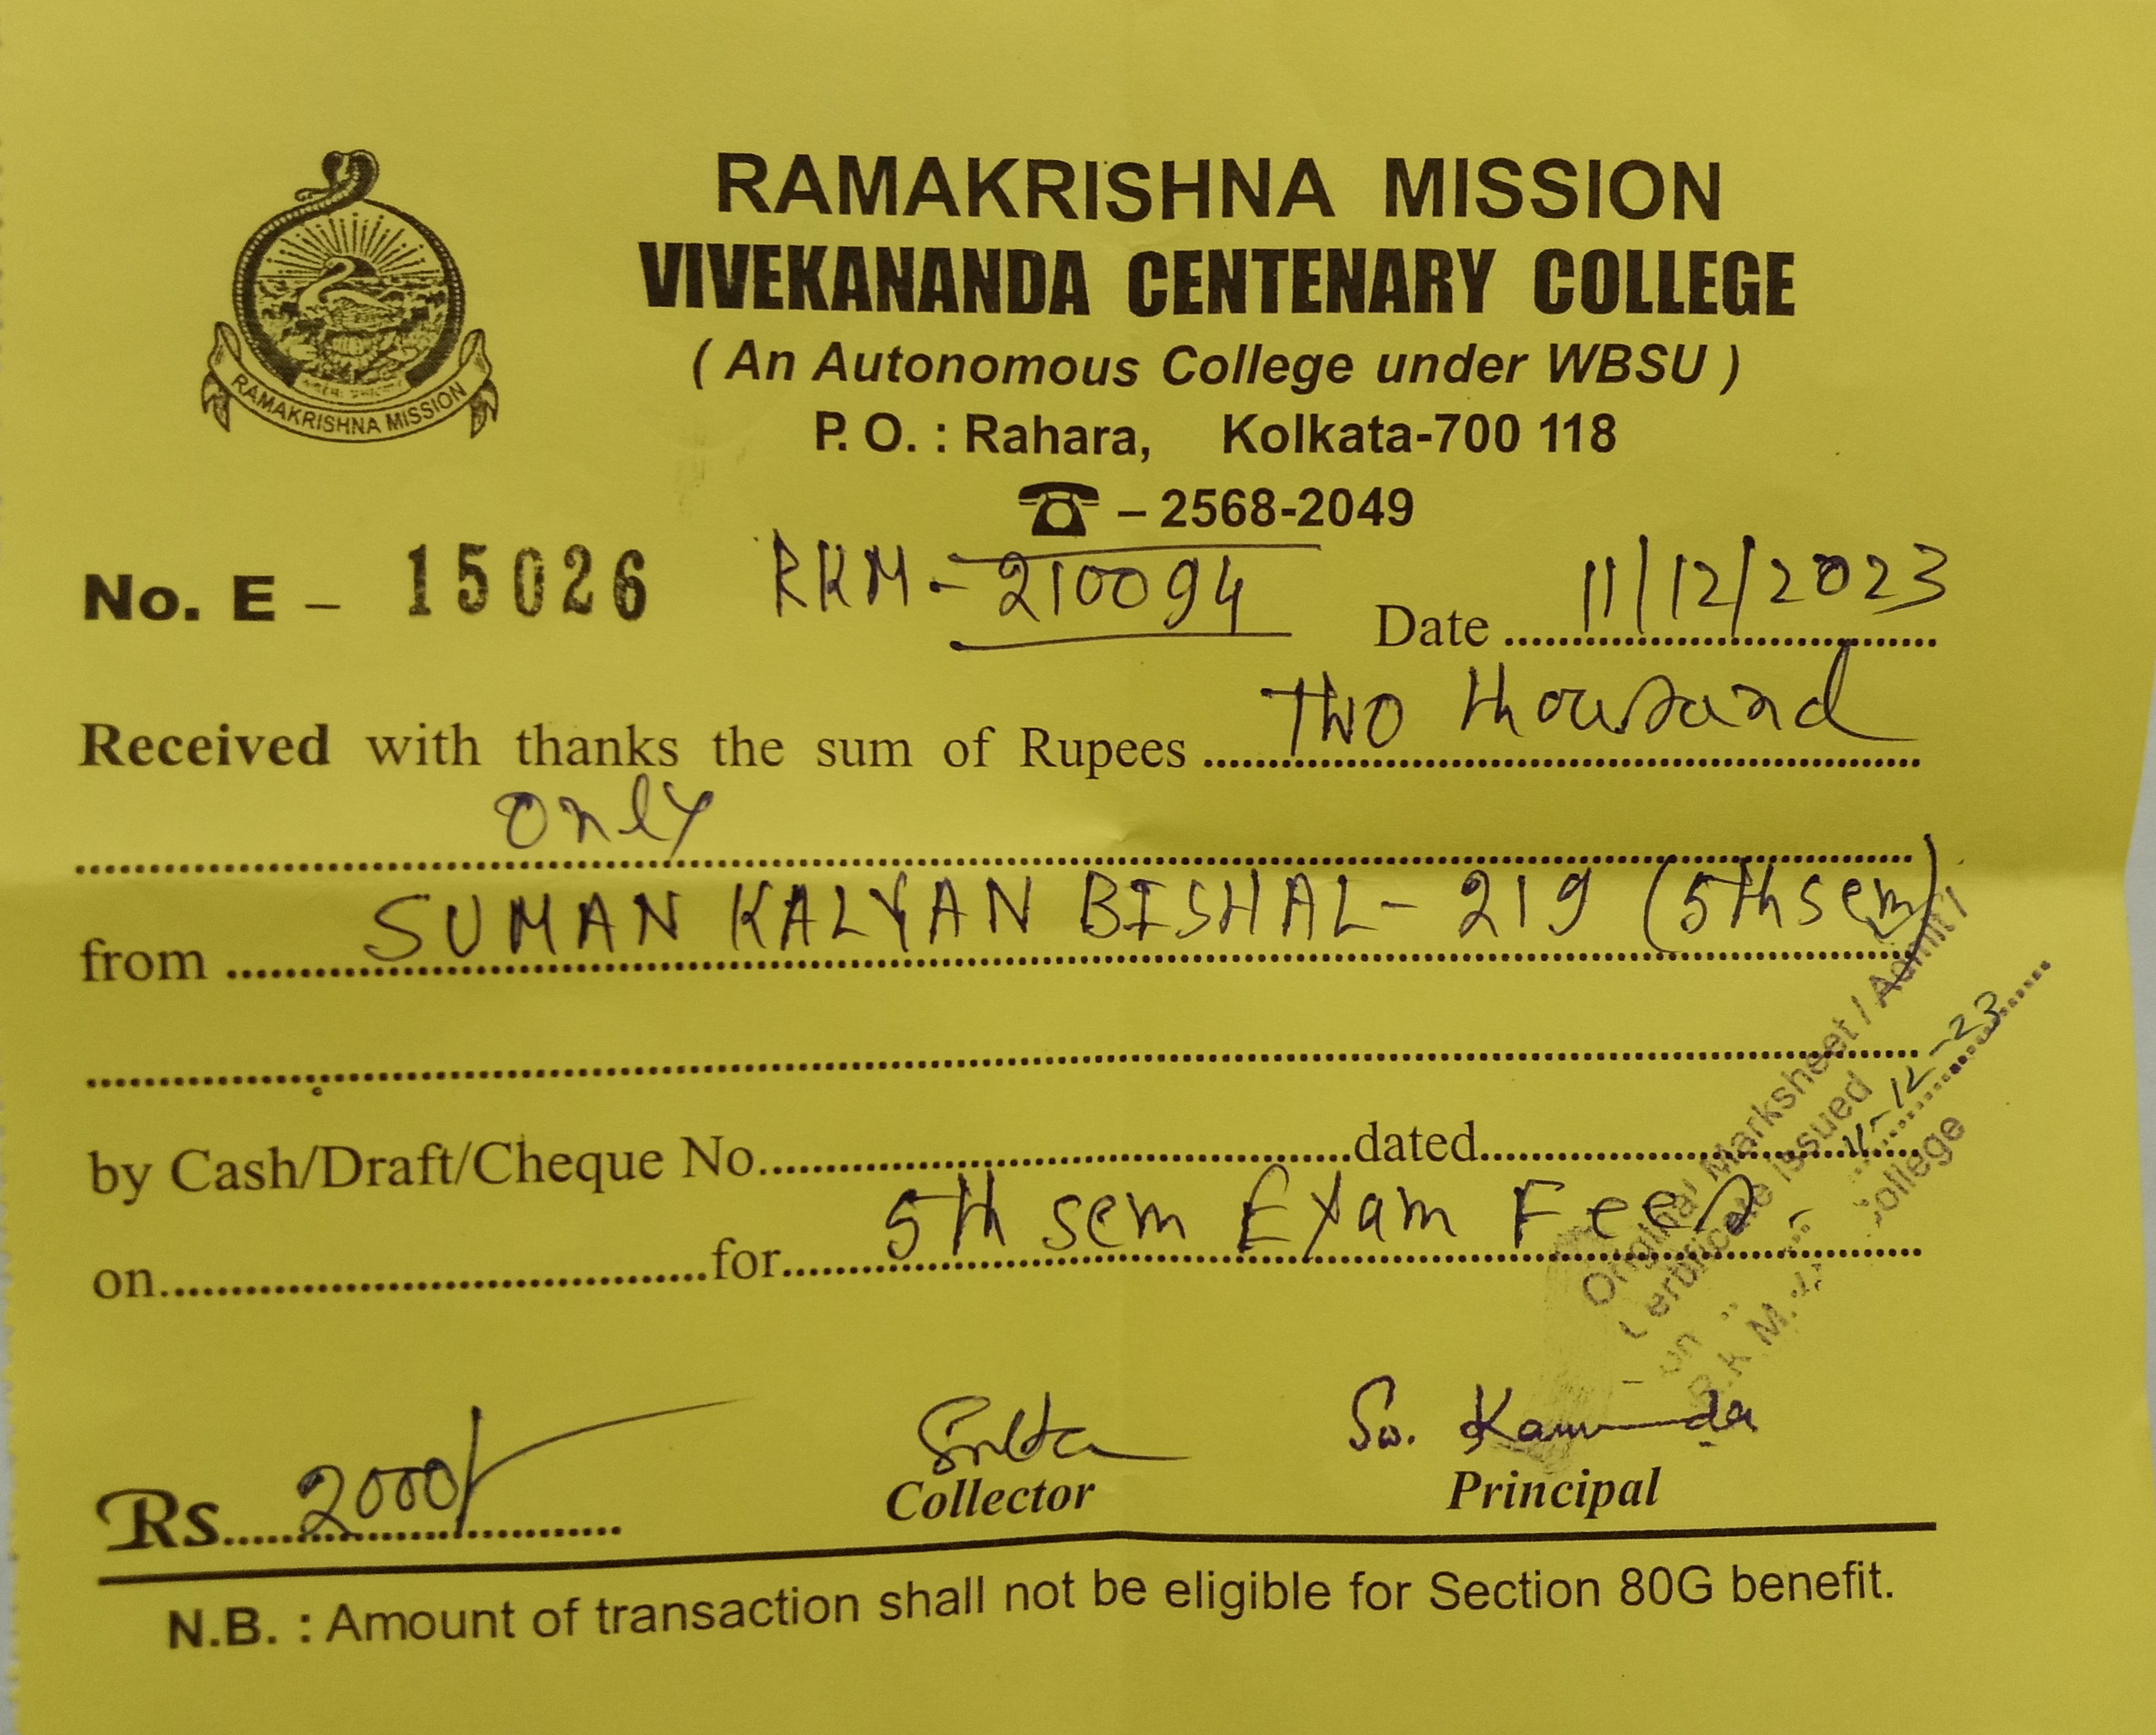 RAMAKRISHNA MISSION
VIVEKANANDA CENTENARY COLLEGE
( An Autonomous College under WBSU )
P. O. : Rahara, Kolkata-700 118
– 2568-2049
RAMAKRISHNA MISSION
No. E – 15026 RKM - 210094 Date 11/12/2023
Received with thanks the sum of Rupees Two thousand
only
from SUMAN KALYAN BISHAL - 219 (5th sem)
by Cash/Draft/Cheque No. dated
on for 5th sem Exam Fees.
Original Marksheet / Admit /
Certificate issued
on 11-12-23
R.K.M. College
Rs. 2000/-
Collector
Principal
N.B. : Amount of transaction shall not be eligible for Section 80G benefit.